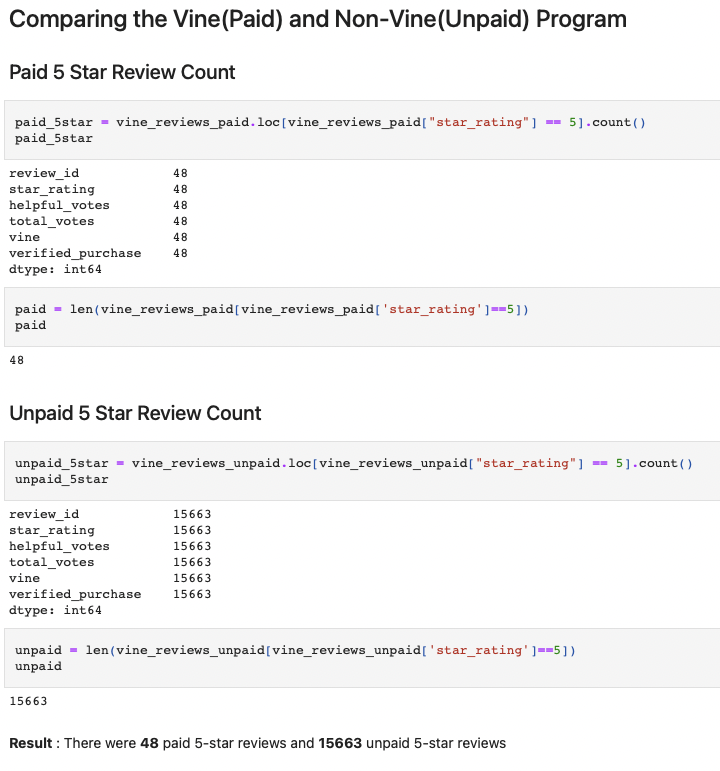 Comparing the Vine(Paid) and Non-Vine(Unpaid) Program
Paid 5 Star Review Count
paid_5star = vine_reviews_paid.loc[vine_reviews_paid["star_rating"] == 5].count()
paid_5star
review_id 48
star_rating 48
helpful_votes 48
total_votes 48
vine 48
verified_purchase 48
dtype: int64
paid = len(vine_reviews_paid[vine_reviews_paid['star_rating']==5])
paid
48
Unpaid 5 Star Review Count
unpaid_5star = vine_reviews_unpaid.loc[vine_reviews_unpaid["star_rating"] == 5].count()
unpaid_5star
review_id 15663
star_rating 15663
helpful_votes 15663
total_votes 15663
vine 15663
verified_purchase 15663
dtype: int64
unpaid = len(vine_reviews_unpaid[vine_reviews_unpaid['star_rating']==5])
unpaid
15663
Result : There were 48 paid 5-star reviews and 15663 unpaid 5-star reviews